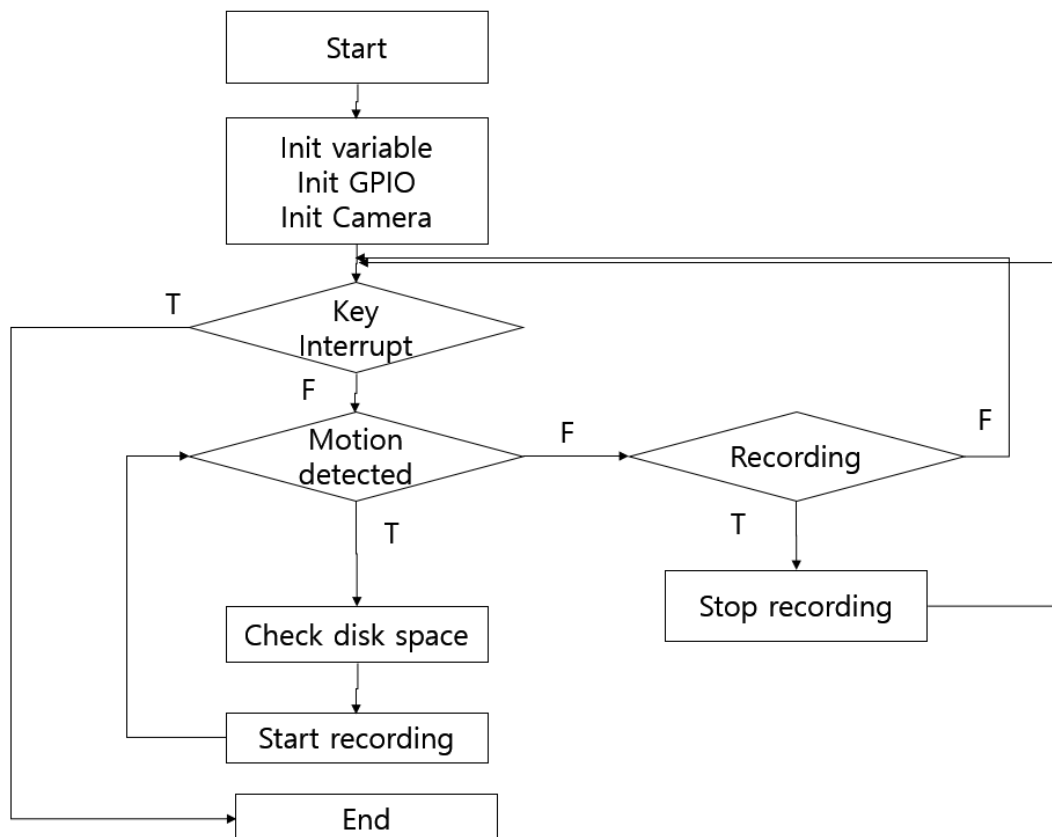 Start
Init variable
Init GPIO
Init Camera
T
Key
Interrupt
F
Motion
detected
F
Recording
F
T
T
Check disk space
Stop recording
Start recording
End